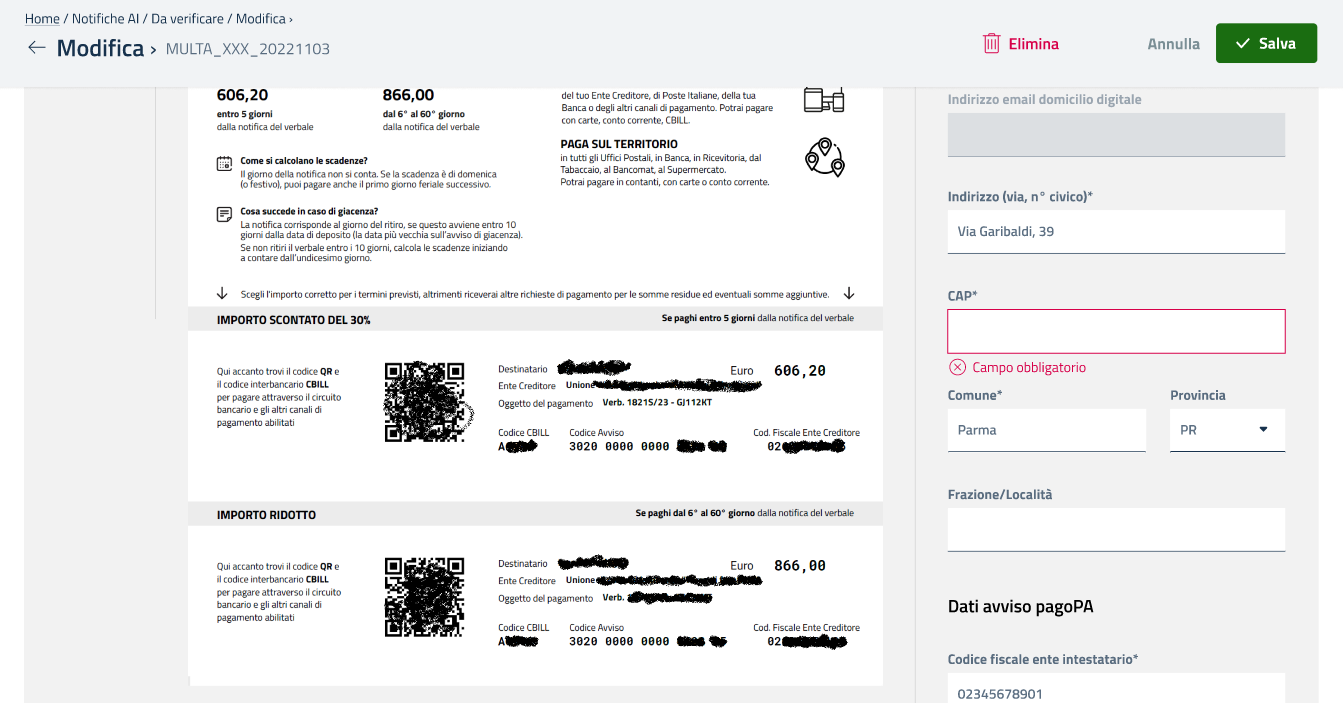 Home / Notifiche AI / Da verificare / Modifica ›
Modifica › MULTA_XXX_20221103
Elimina
Annulla
Salva
606,20
entro 5 giorni
dalla notifica del verbale
866,00
dal 6° al 60° giorno
dalla notifica del verbale
del tuo Ente Creditore, di Poste Italiane, della tua
Banca o degli altri canali di pagamento. Potrai pagare
con carte, conto corrente, CBILL.
PAGA SUL TERRITORIO
in tutti gli Uffici Postali, in Banca, in Ricevitoria, dal
Tabaccaio, al Bancomat, al Supermercato.
Potrai pagare in contanti, con carte o conto corrente.
Come si calcolano le scadenze?
Il giorno della notifica non si conta. Se la scadenza è di domenica
(o festivo), puoi pagare anche il primo giorno feriale successivo.
Cosa succede in caso di giacenza?
La notifica corrisponde al giorno del ritiro, se questo avviene entro 10
giorni dalla data di deposito (la data più vecchia sull'avviso di giacenza).
Se non ritiri il verbale entro i 10 giorni, calcola le scadenze iniziando
a contare dall'undicesimo giorno.
Scegli l'importo corretto per i termini previsti, altrimenti riceverai altre richieste di pagamento per le somme residue ed eventuali somme aggiuntive.
IMPORTO SCONTATO DEL 30%
Se paghi entro 5 giorni dalla notifica del verbale
Qui accanto trovi il codice QR e
il codice interbancario CBILL
per pagare attraverso il circuito
bancario e gli altri canali di
pagamento abilitati
Destinatario
Euro 606,20
Ente Creditore Unione
Oggetto del pagamento Verb. 1821S/23 - GJ112KT
Codice CBILL
A
Codice Avviso
3020 0000 0000
Cod. Fiscale Ente Creditore
02
IMPORTO RIDOTTO
Se paghi dal 6° al 60° giorno dalla notifica del verbale
Qui accanto trovi il codice QR e
il codice interbancario CBILL
per pagare attraverso il circuito
bancario e gli altri canali di
pagamento abilitati
Destinatario
Euro 866,00
Ente Creditore Unione
Oggetto del pagamento Verb.
Codice CBILL
A
Codice Avviso
3020 0000 0000
Cod. Fiscale Ente Creditore
02
Indirizzo email domicilio digitale
Indirizzo (via, n° civico)*
Via Garibaldi, 39
CAP*
Campo obbligatorio
Comune*
Parma
Provincia
PR
Frazione/Località
Dati avviso pagoPA
Codice fiscale ente intestatario*
02345678901